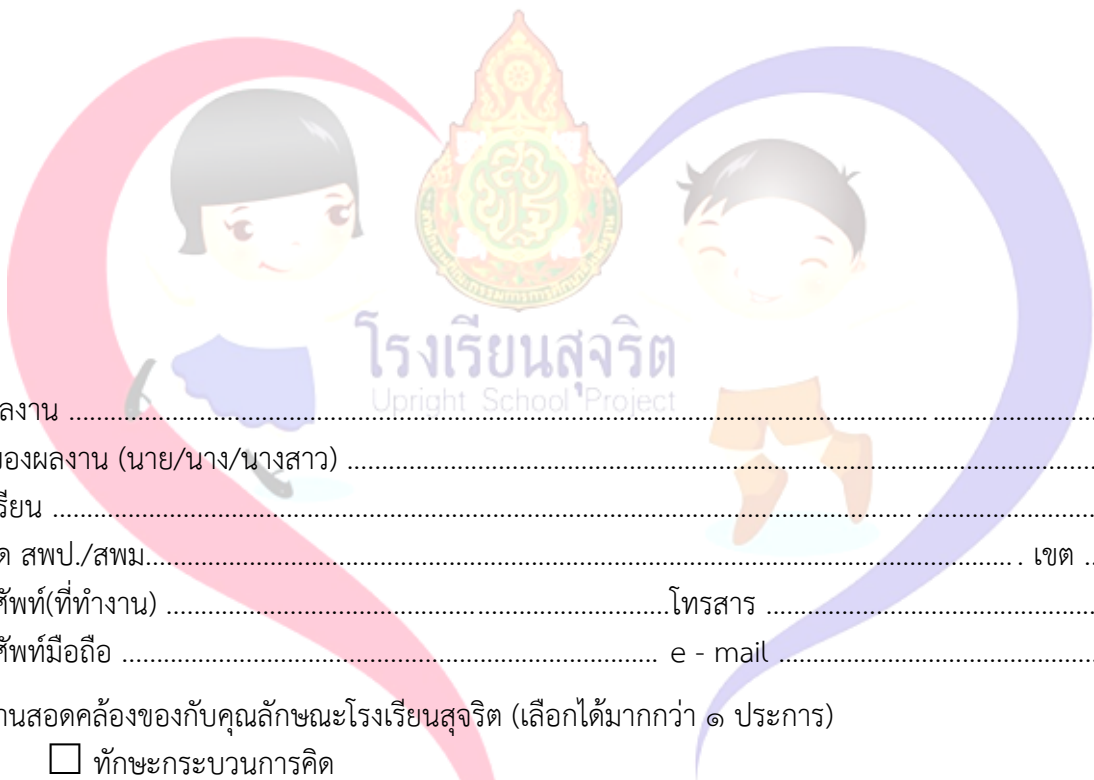 โรงเรียนสุจริต
Upright School Project
ลงาน ........................................................................................................................................................
ของผลงาน (นาย/นาง/นางสาว) ........................................................................................................
รียน ........................................................................................................................................................
ด สพป./สพม.................................................................................................................... . เขต ..
ศัพท์(ที่ทำงาน) .......................................................................โทรสาร ..............................................
ศัพท์มือถือ ........................................................................... e - mail ............................................
านสอดคล้องของกับคุณลักษณะโรงเรียนสุจริต (เลือกได้มากกว่า ๑ ประการ)
☐ ทักษะกระบวนการคิด